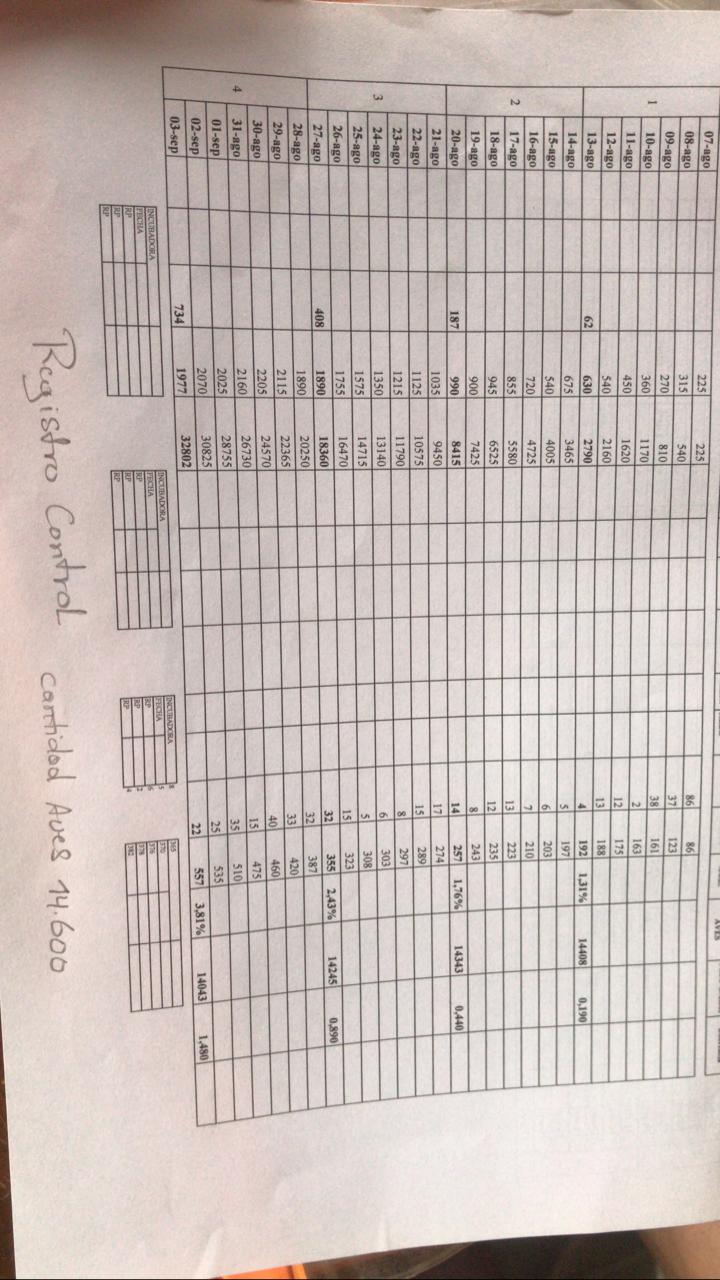 AVES
1
07-ago 225 225
08-ago 315 540 86 86
09-ago 270 810 37 123
10-ago 360 1170 38 161
11-ago 450 1620 2 163
12-ago 540 2160 12 175
13-ago 62 630 2790 13 188
4 192 1,31% 14408 0,190
2
14-ago 675 3465 5 197
15-ago 540 4005 6 203
16-ago 720 4725 7 210
17-ago 855 5580 13 223
18-ago 945 6525 12 235
19-ago 900 7425 8 243
20-ago 187 990 8415 14 257 1,76% 14343 0,440
3
21-ago 1035 9450 17 274
22-ago 1125 10575 15 289
23-ago 1215 11790 8 297
24-ago 1350 13140 6 303
25-ago 1575 14715 5 308
26-ago 1755 16470 15 323
27-ago 408 1890 18360 32 355 2,43% 14245 0,890
4
28-ago 1890 20250 32 387
29-ago 2115 22365 33 420
30-ago 2205 24570 40 460
31-ago 2160 26730 15 475
01-sep 2025 28755 35 510
02-sep 2070 30825 25 535
03-sep 734 1977 32802 22 557 3,81% 14043 1,480
INCUBADORA
FECHA
RP
RP
RP
INCUBADORA
FECHA
RP
RP
RP
INCUBADORA 8
FECHA 5
RP 6
RP 2
RP 4
365
370
376
378
382
Registro Control cantidad Aves 14.600